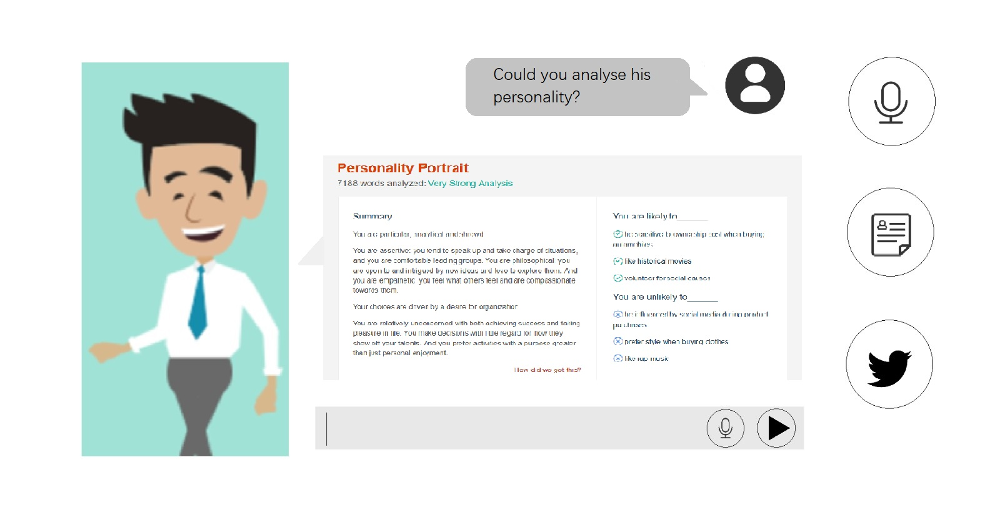 Could you analyse his
personality?
Personality Portrait
7188 words analyzed: Very Strong Analysis
Summary
You are particular, analytical and shrewd.
You are assertive: you tend to speak up and take charge of situations,
and you are comfortable leading groups. You are philosophical: you
are open to and intrigued by new ideas and love to explore them. And
you are empathetic: you feel what others feel and are compassionate
towards them.
Your choices are driven by a desire for organization.
You are relatively unconcerned with both achieving success and taking
pleasure in life. You make decisions with little regard for how they
show off your talents. And you prefer activities with a purpose greater
than just personal enjoyment.
How did we get this?
You are likely to______
be sensitive to ownership cost when buying
automobiles
like historical movies
volunteer for social causes
You are unlikely to______
be influenced by social media during product
purchases
prefer style when buying clothes
like rap music